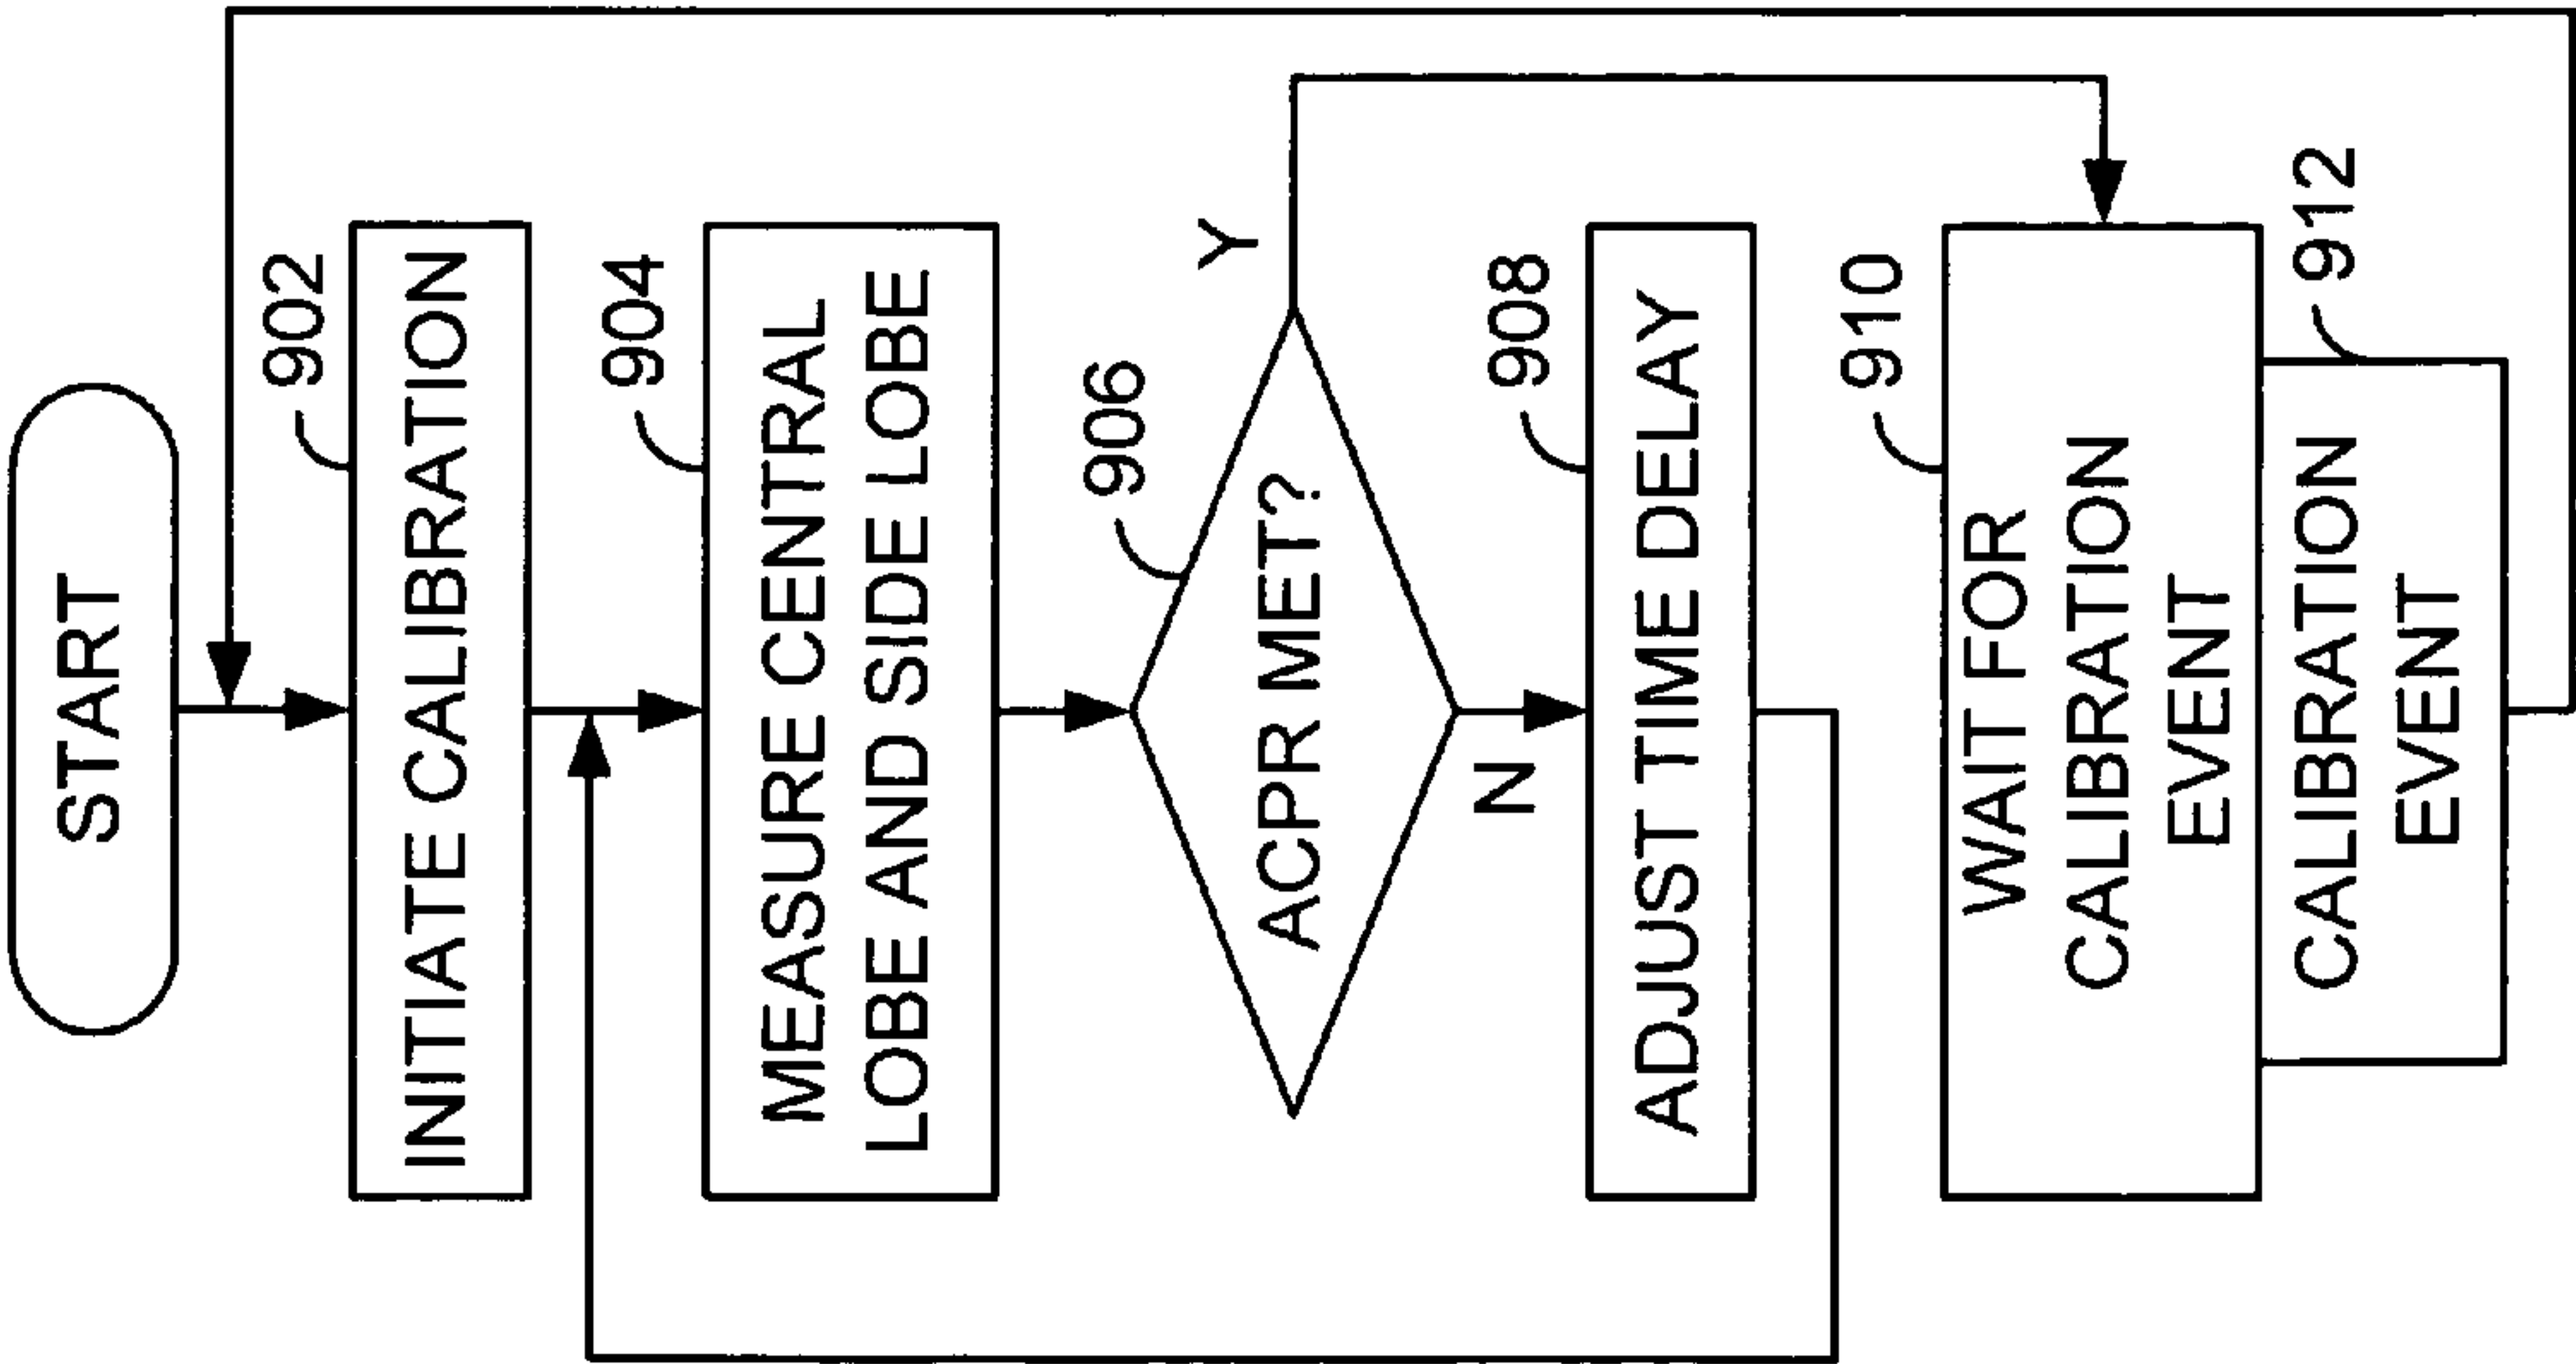 START
902
INITIATE CALIBRATION
904
MEASURE CENTRAL
LOBE AND SIDE LOBE
906
ACPR MET?
Y
N
908
ADJUST TIME DELAY
910
WAIT FOR
CALIBRATION
EVENT
912
CALIBRATION
EVENT